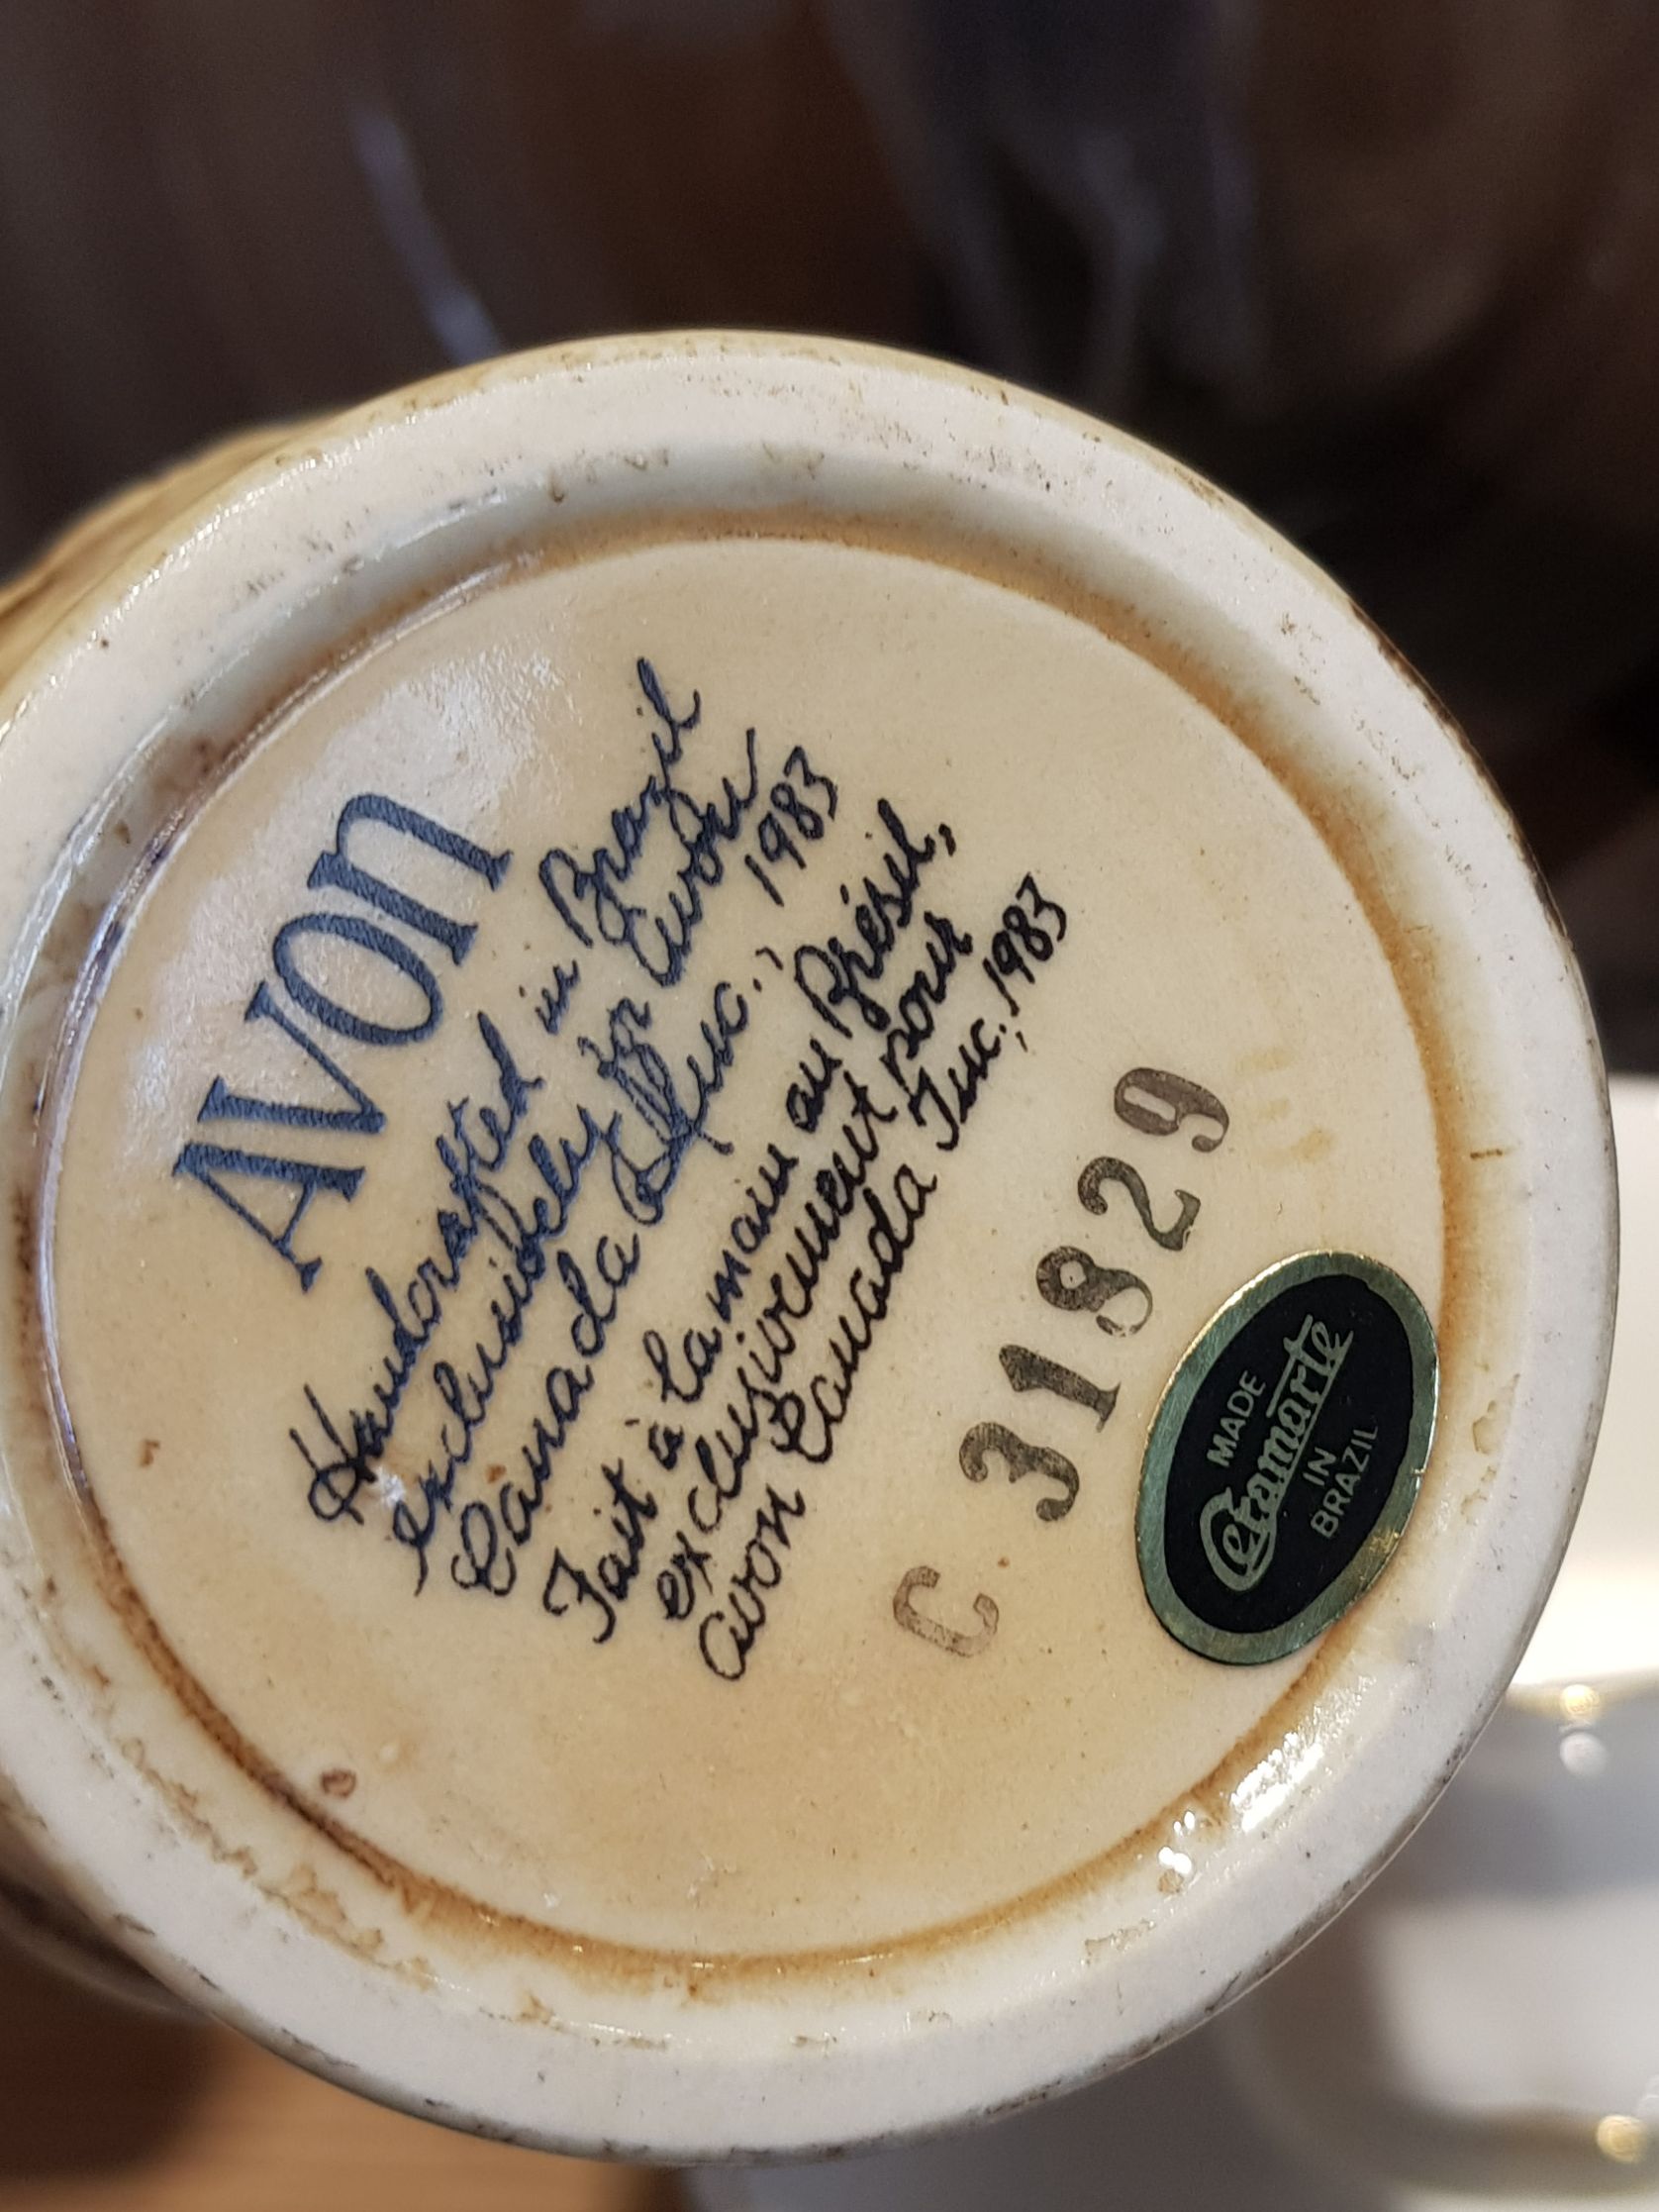 AVON
Handcrafted in Brazil
exclusively for Avon
Canada Inc., 1983
Fait à la main au Brésil,
exclusivement pour
Avon Canada Inc., 1983
C 31829
MADE
Ceramarte
IN
BRAZIL